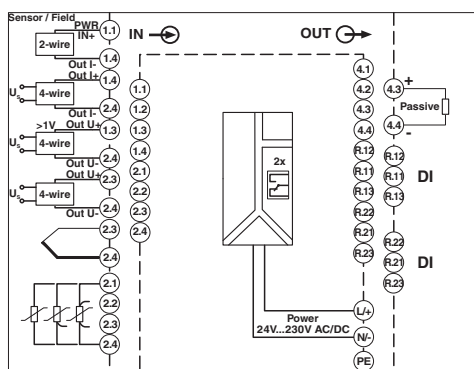 Sensor / Field
PWR
IN+
1.1
2-wire
Out I-
1.4
Out I+
1.4
Us
4-wire
Out I-
2.4
>1V
Out U+
1.3
Us
4-wire
Out U-
2.4
Out U+
2.3
Us
4-wire
Out U-
2.4
2.3
2.4
2.1
2.2
2.3
2.4
IN
1.1
1.2
1.3
1.4
2.1
2.2
2.3
2.4
2x
Power
24V...230V AC/DC
OUT
4.1
4.2
4.3
4.4
R.12
R.11
R.13
R.22
R.21
R.23
L/+
N/-
PE
4.3
+
Passive
4.4
-
R.12
R.11
DI
R.13
R.22
R.21
DI
R.23